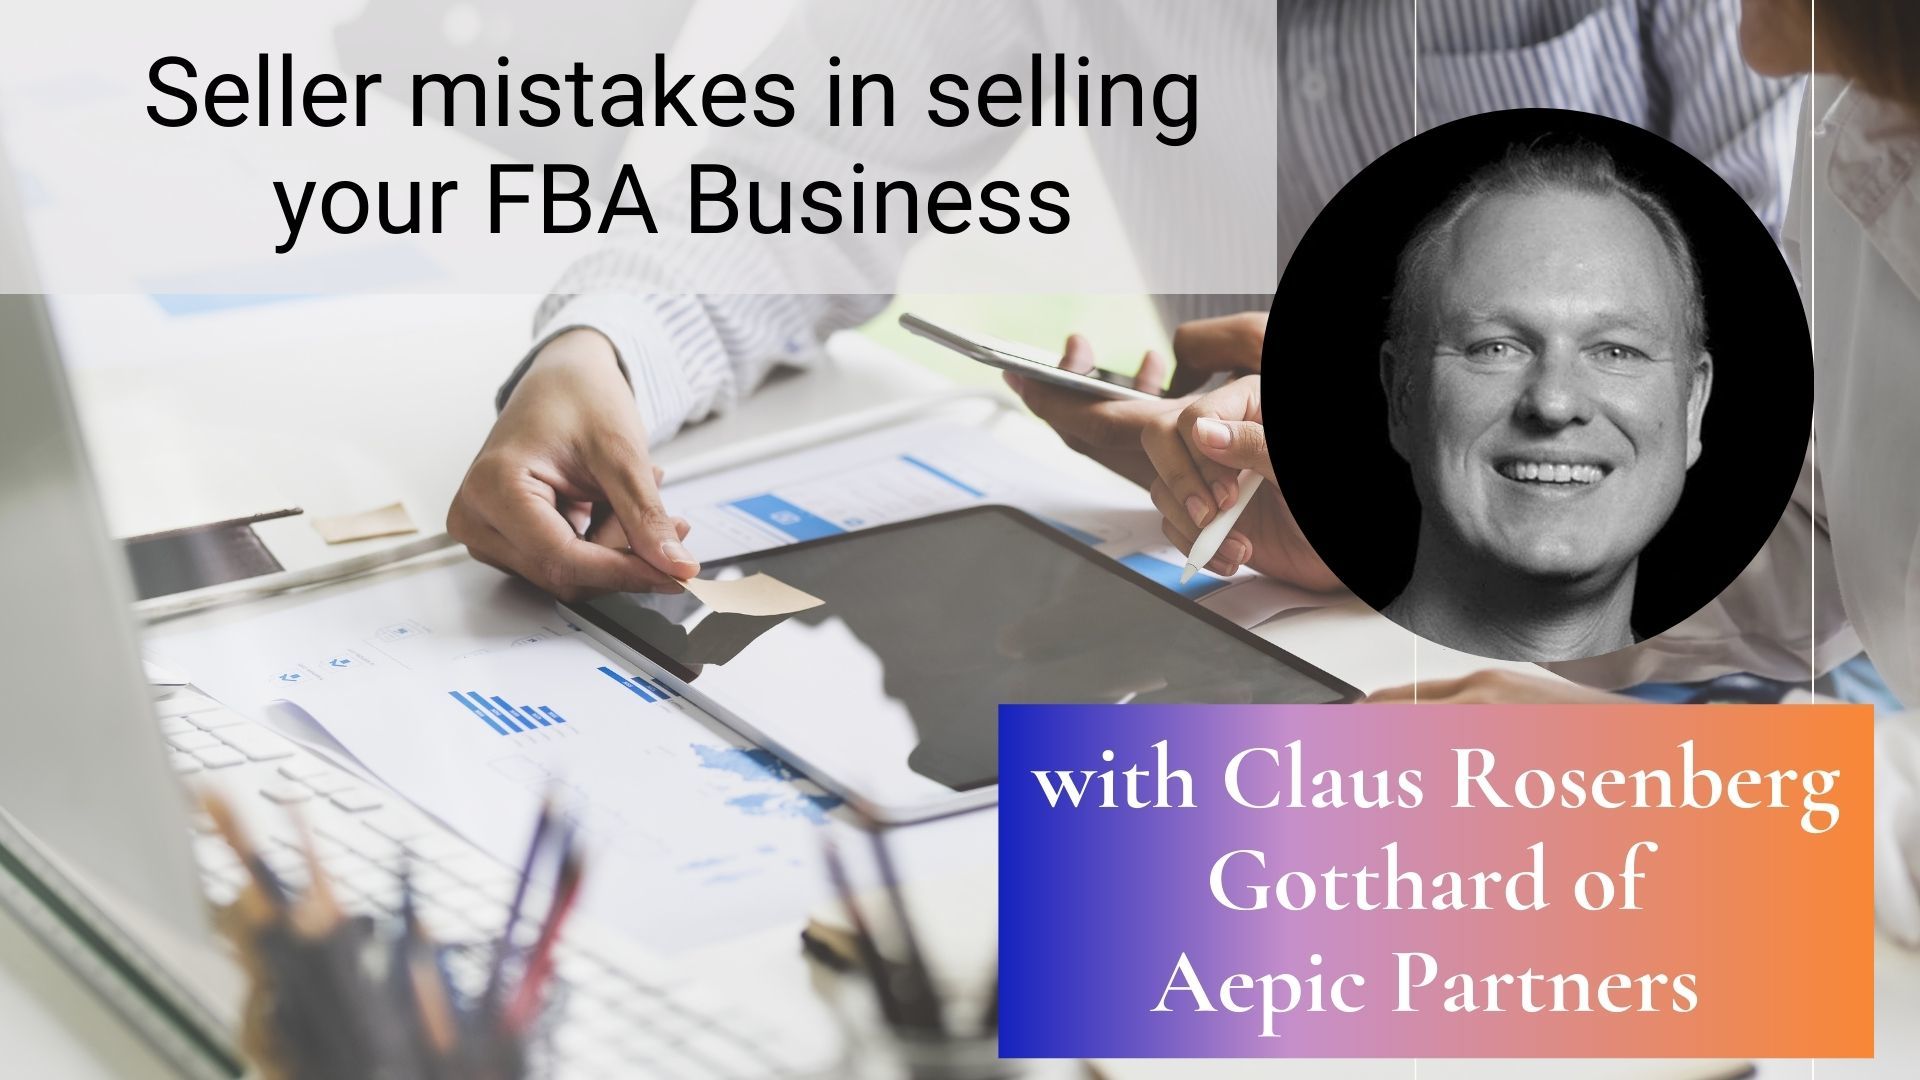 Seller mistakes in selling
your FBA Business
with Claus Rosenberg
Gotthard of
Aepic Partners